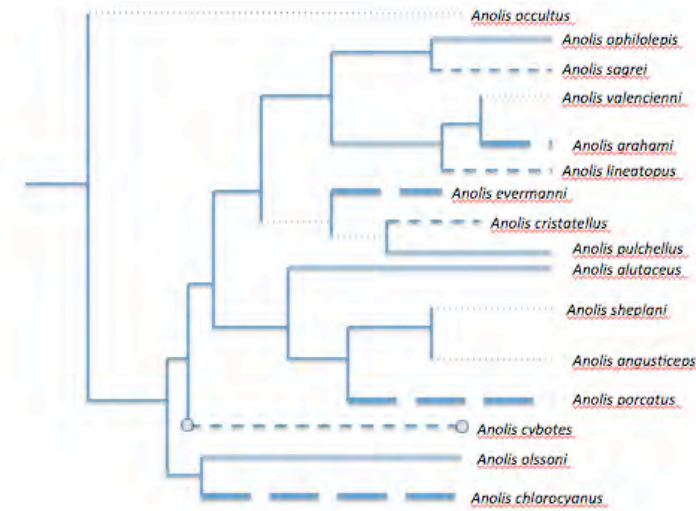 Anolis occultus
Anolis ophilolepis
Anolis sagrei
Anolis valencienni
Anolis grahami
Anolis lineatopus
Anolis evermanni
Anolis cristatellus
Anolis pulchellus
Anolis alutaceus
Anolis sheplani
Anolis angusticeps
Anolis porcatus
Anolis cybotes
Anolis olssoni
Anolis chlorocyanus